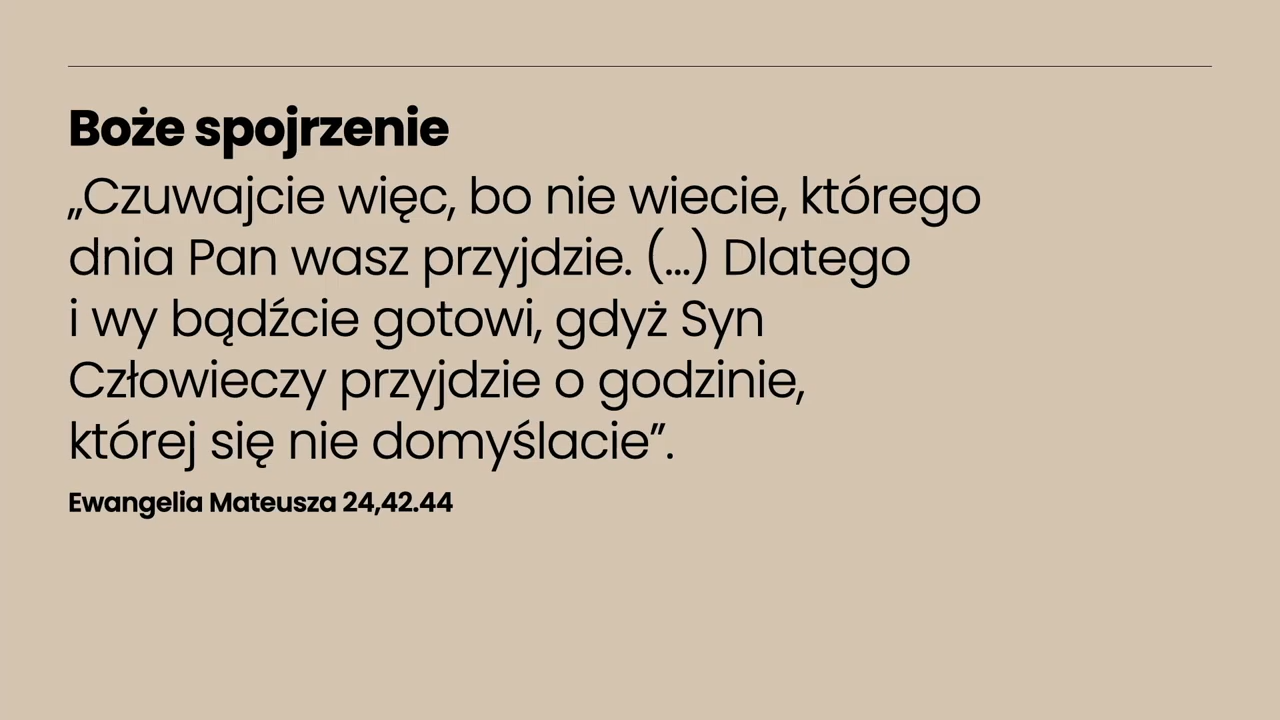 Boże spojrzenie
„Czuwajcie więc, bo nie wiecie, którego
dnia Pan wasz przyjdzie. (...) Dlatego
i wy bądźcie gotowi, gdyż Syn
Człowieczy przyjdzie o godzinie,
której się nie domyślacie”.
Ewangelia Mateusza 24,42.44